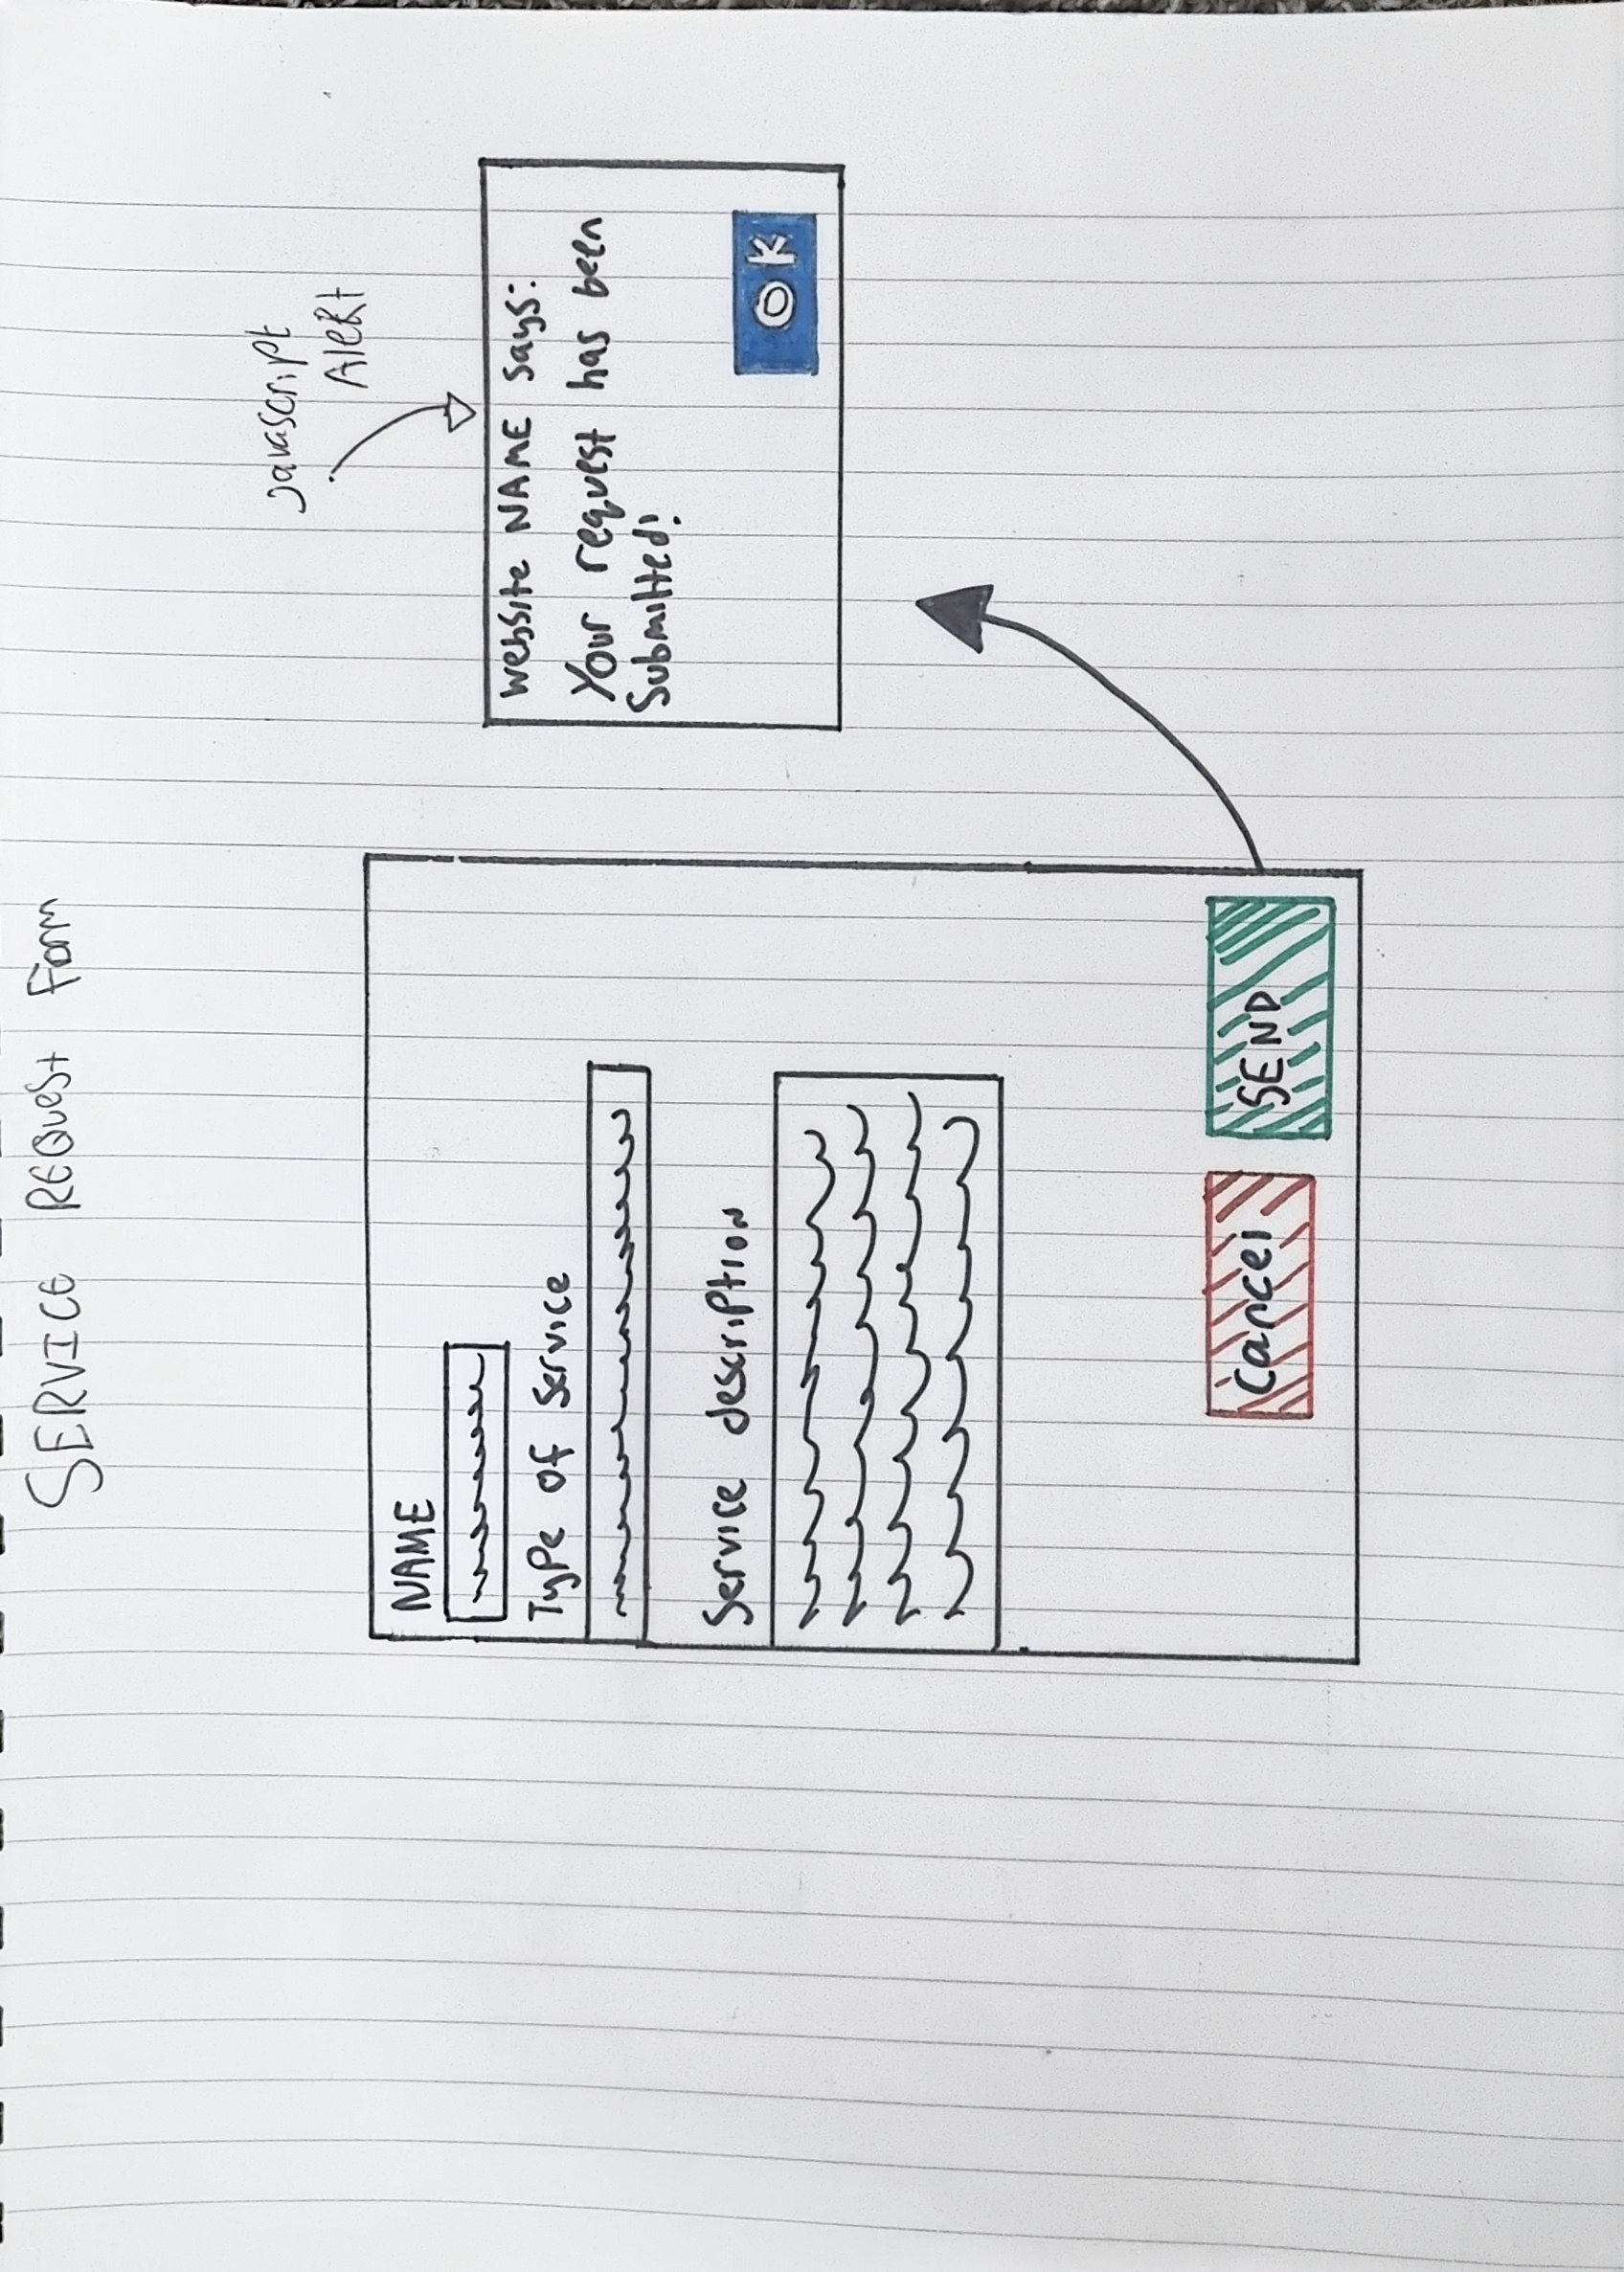 SERVICE REQUEST Form
NAME
Type of Service
Service description
Cancel
SEND
Javascript
AleRt
website NAME says:
Your request has been
Submitted!
OK